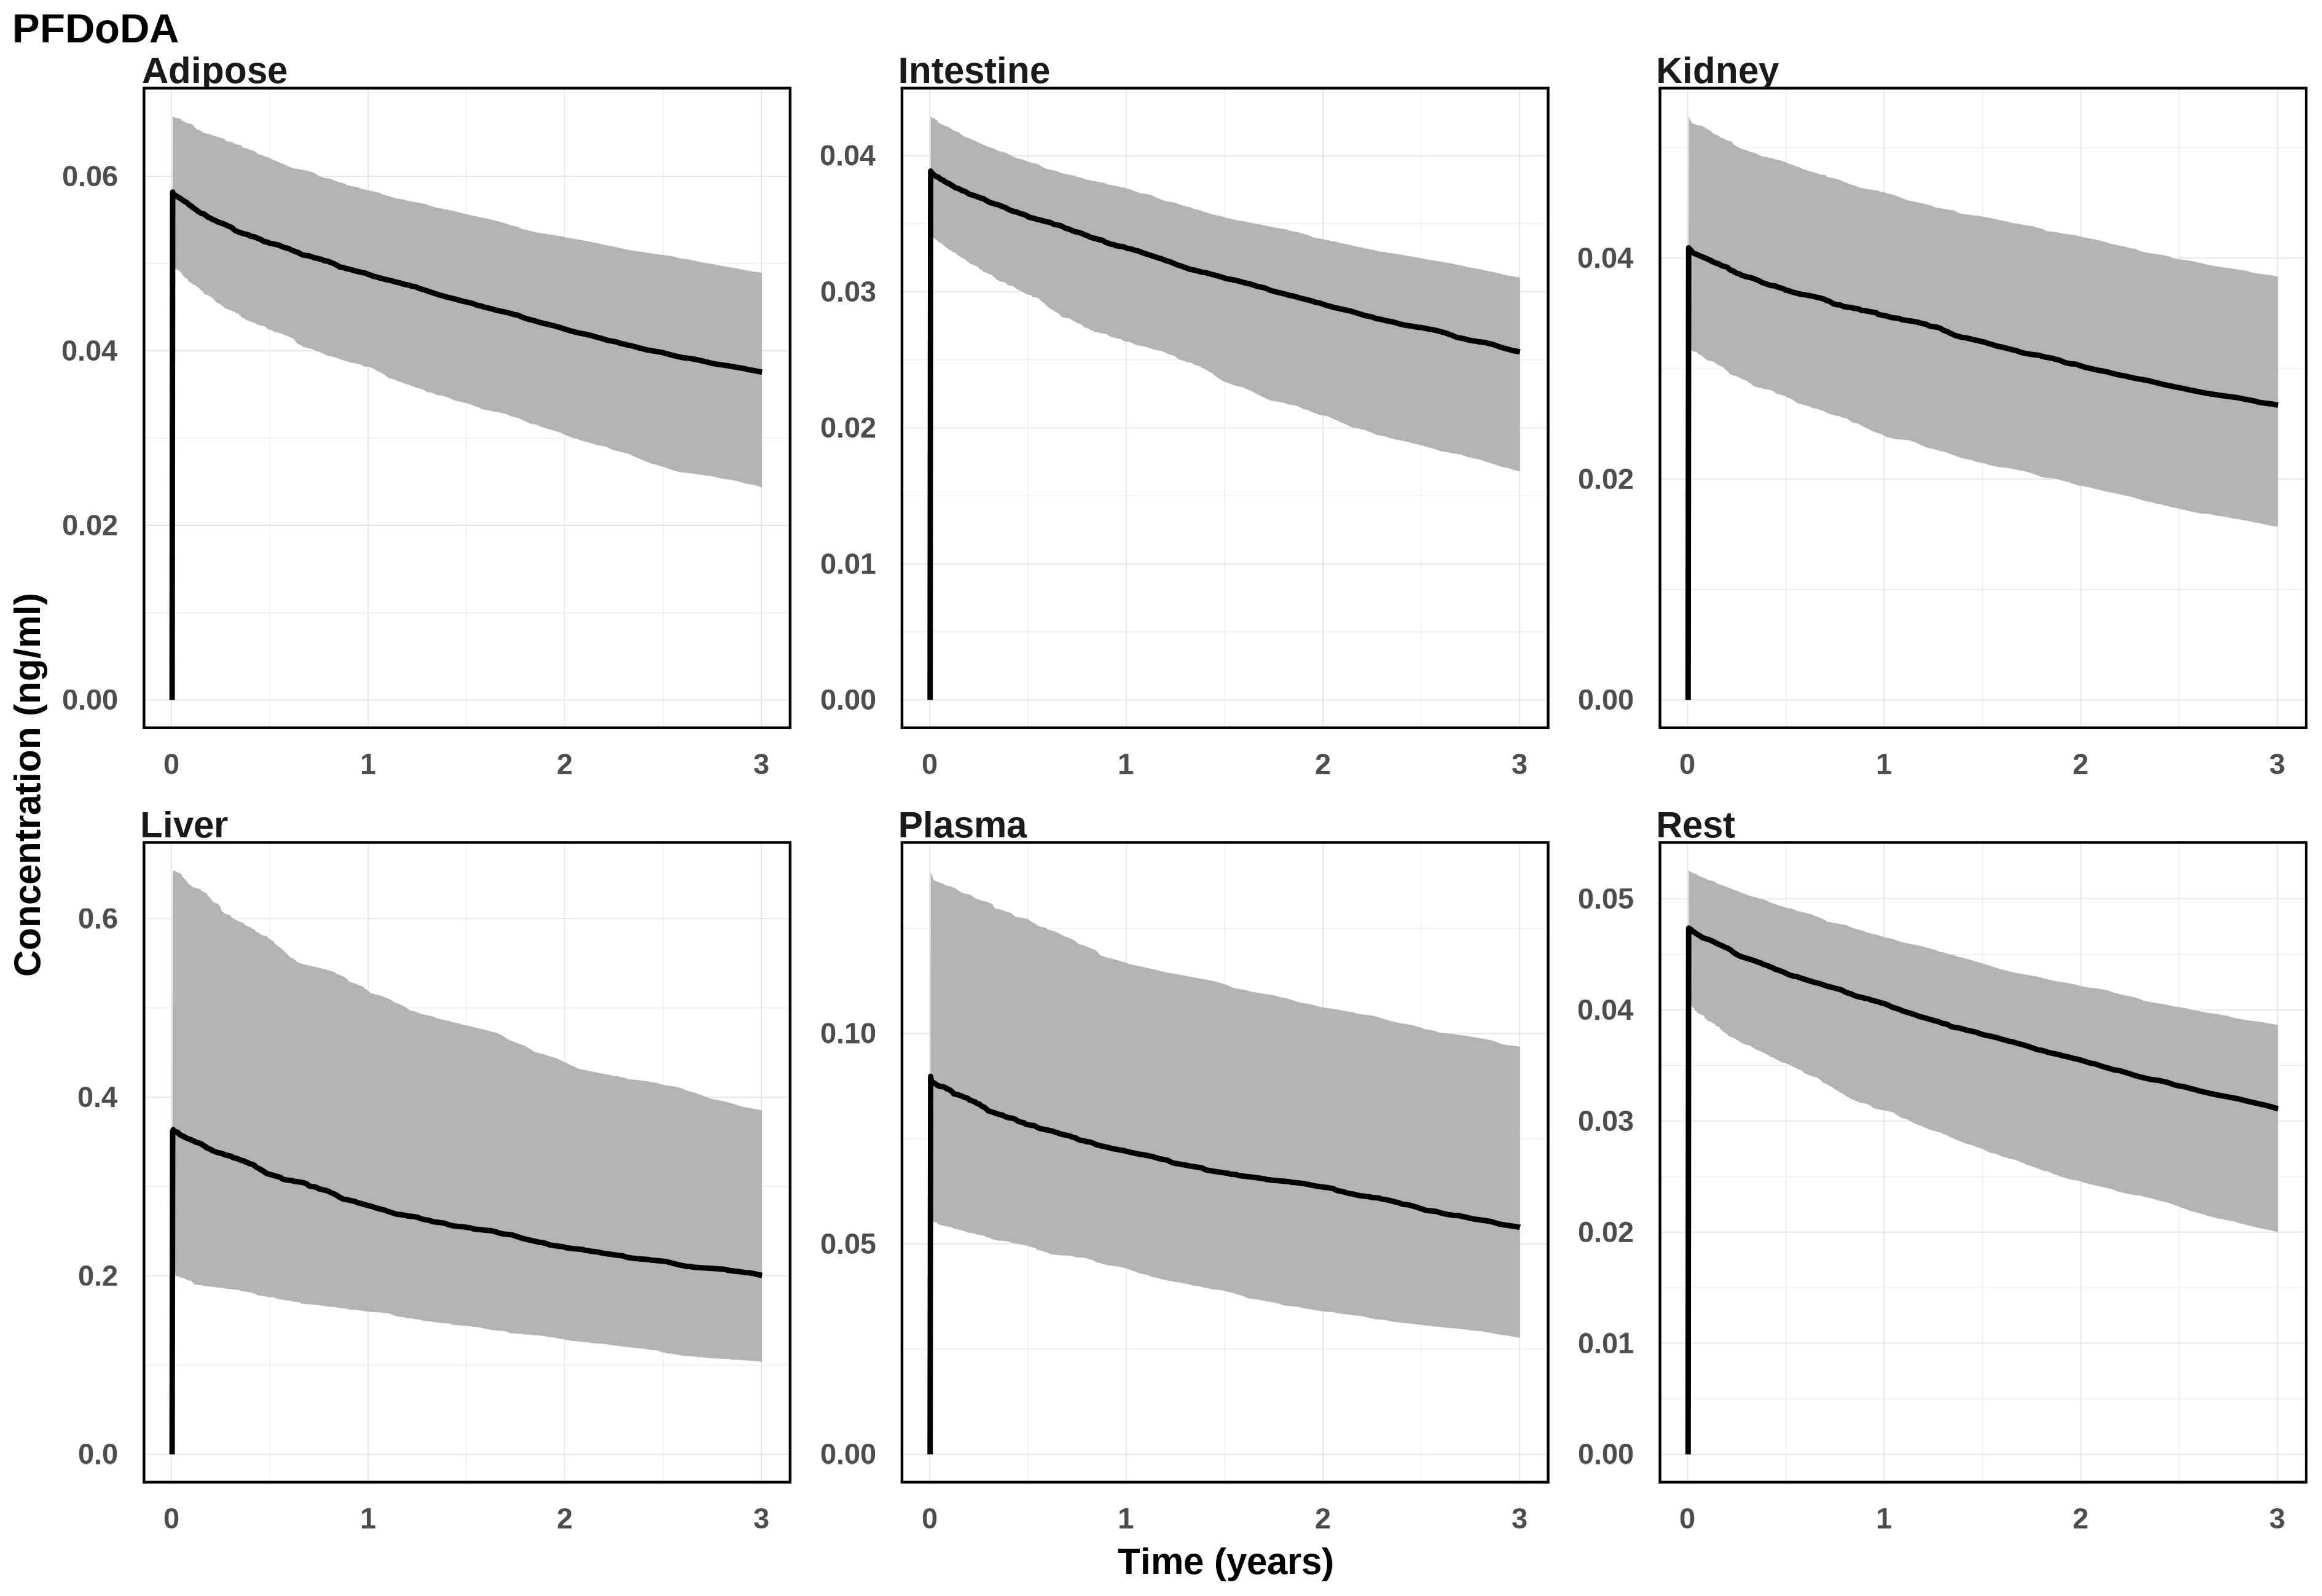 PFDoDA
Adipose Intestine Kidney
0.06 0.04 0.02 0.00
0.04 0.03 0.02 0.01 0.00
0.04 0.02 0.00
0 1 2 3 0 1 2 3 0 1 2 3
Concentration (ng/ml)
Liver Plasma Rest
0.6 0.4 0.2 0.0
0.10 0.05 0.00
0.05 0.04 0.03 0.02 0.01 0.00
0 1 2 3 0 1 2 3 0 1 2 3
Time (years)